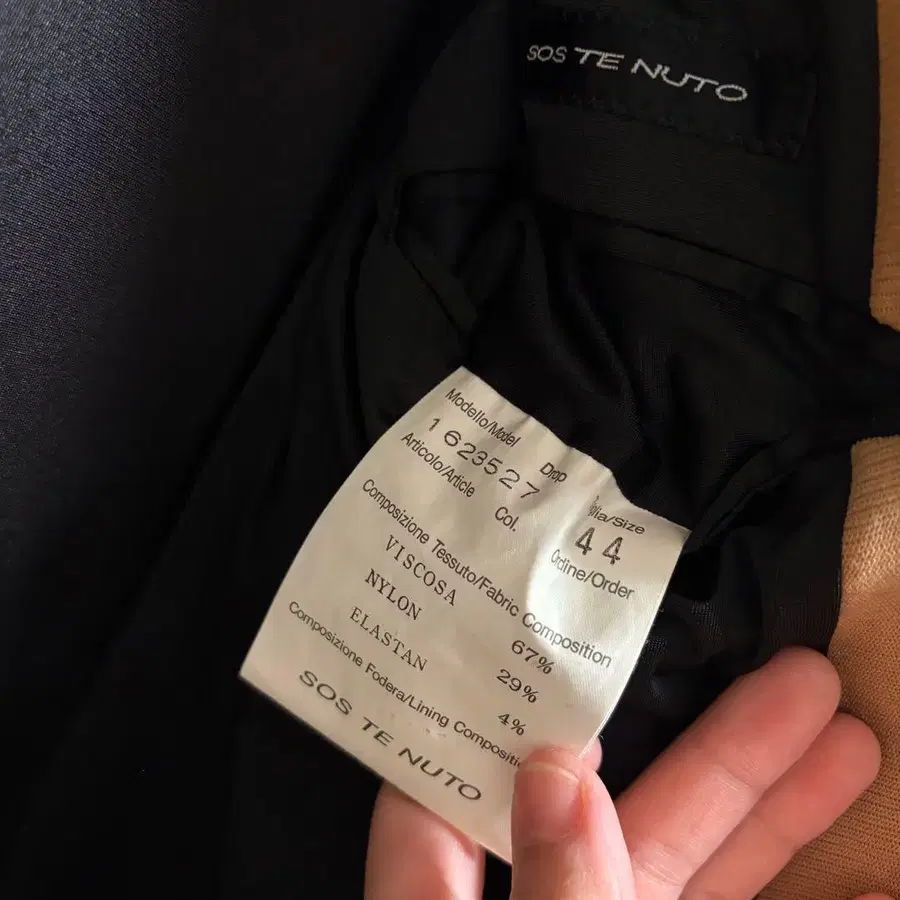 SOS TE NUTO
Modello/Model
1623527
Drop
/Size
44
Articolo/Article
Col.
Ordine/Order
Composizione Tessuto/Fabric Composition
VISCOSA 67%
NYLON 29%
ELASTAN 4%
Composizione Fodera/Lining
SOS TE NUTO